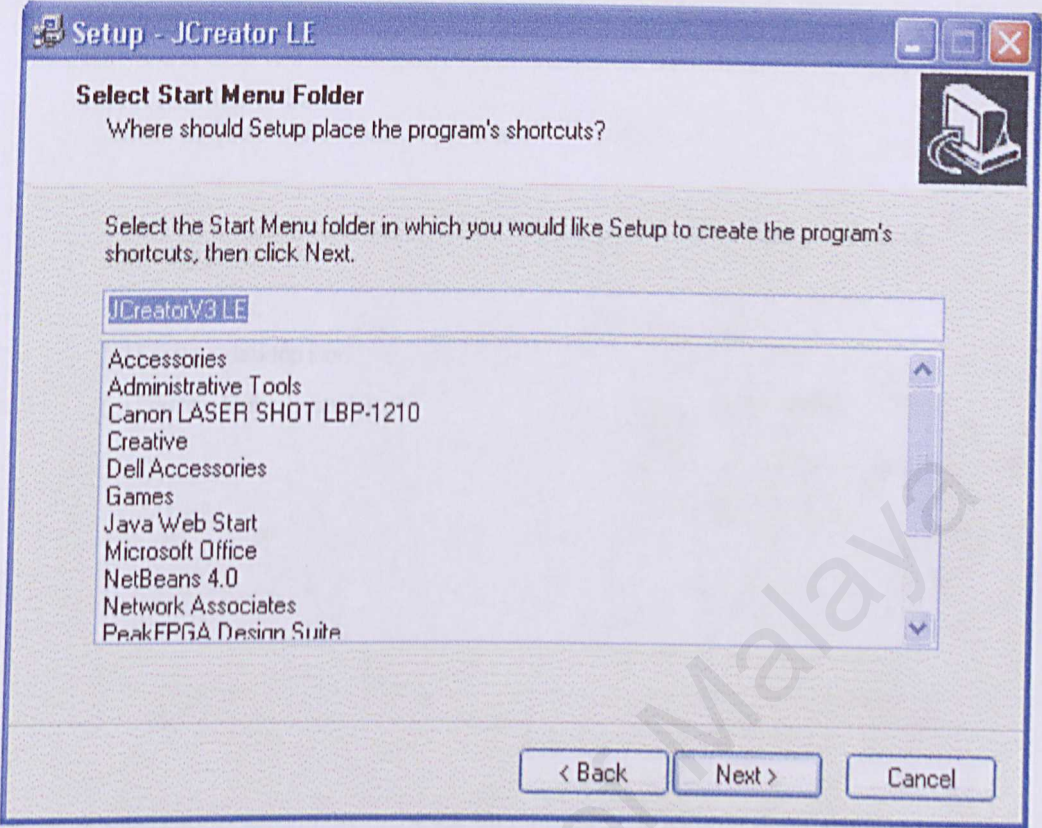 Setup - JCreator LE
Select Start Menu Folder
Where should Setup place the program's shortcuts?
Select the Start Menu folder in which you would like Setup to create the program's
shortcuts, then click Next.
JCreatorV3 LE
Accessories
Administrative Tools
Canon LASER SHOT LBP-1210
Creative
Dell Accessories
Games
Java Web Start
Microsoft Office
NetBeans 4.0
Network Associates
PeakFPGA Design Suite
< Back
Next >
Cancel
Malaya